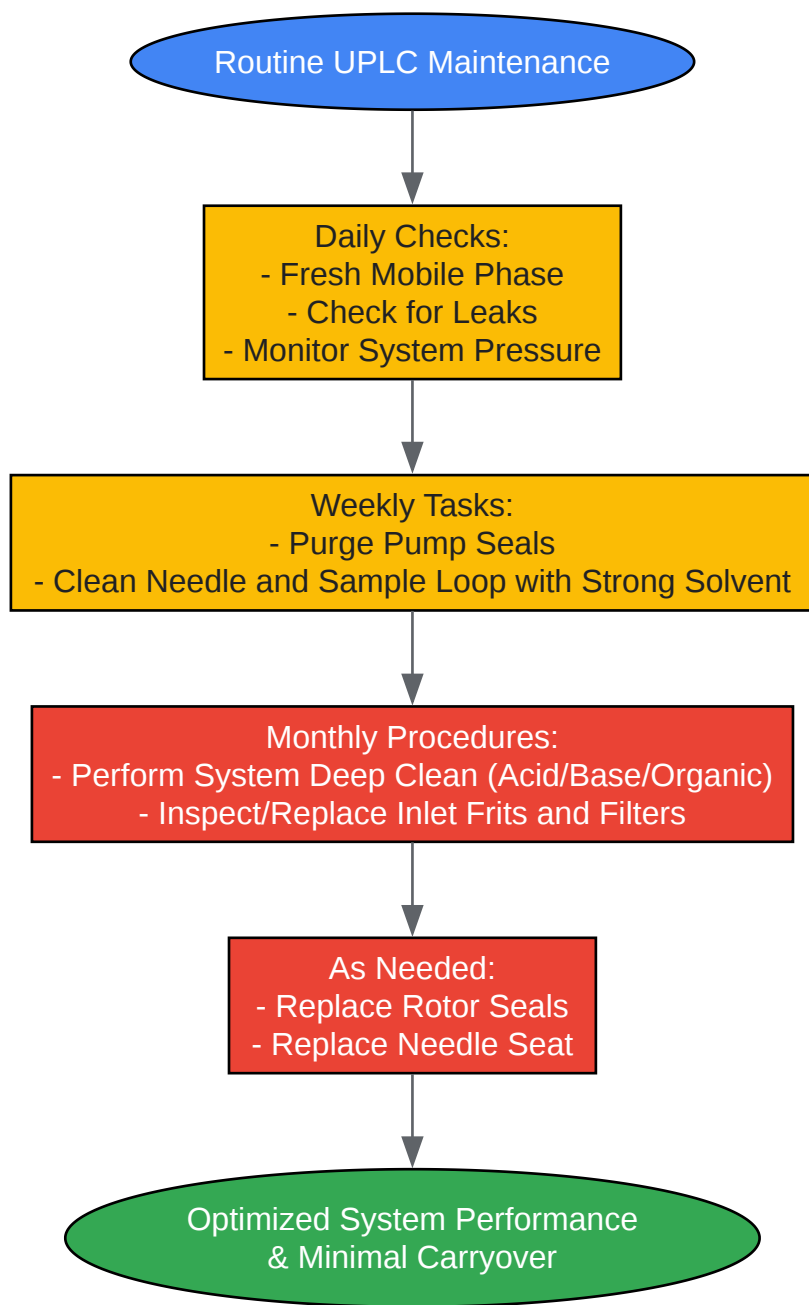 Routine UPLC Maintenance
Daily Checks:
- Fresh Mobile Phase
- Check for Leaks
- Monitor System Pressure
Weekly Tasks:
- Purge Pump Seals
- Clean Needle and Sample Loop with Strong Solvent
Monthly Procedures:
- Perform System Deep Clean (Acid/Base/Organic)
- Inspect/Replace Inlet Frits and Filters
As Needed:
- Replace Rotor Seals
- Replace Needle Seat
Optimized System Performance
& Minimal Carryover